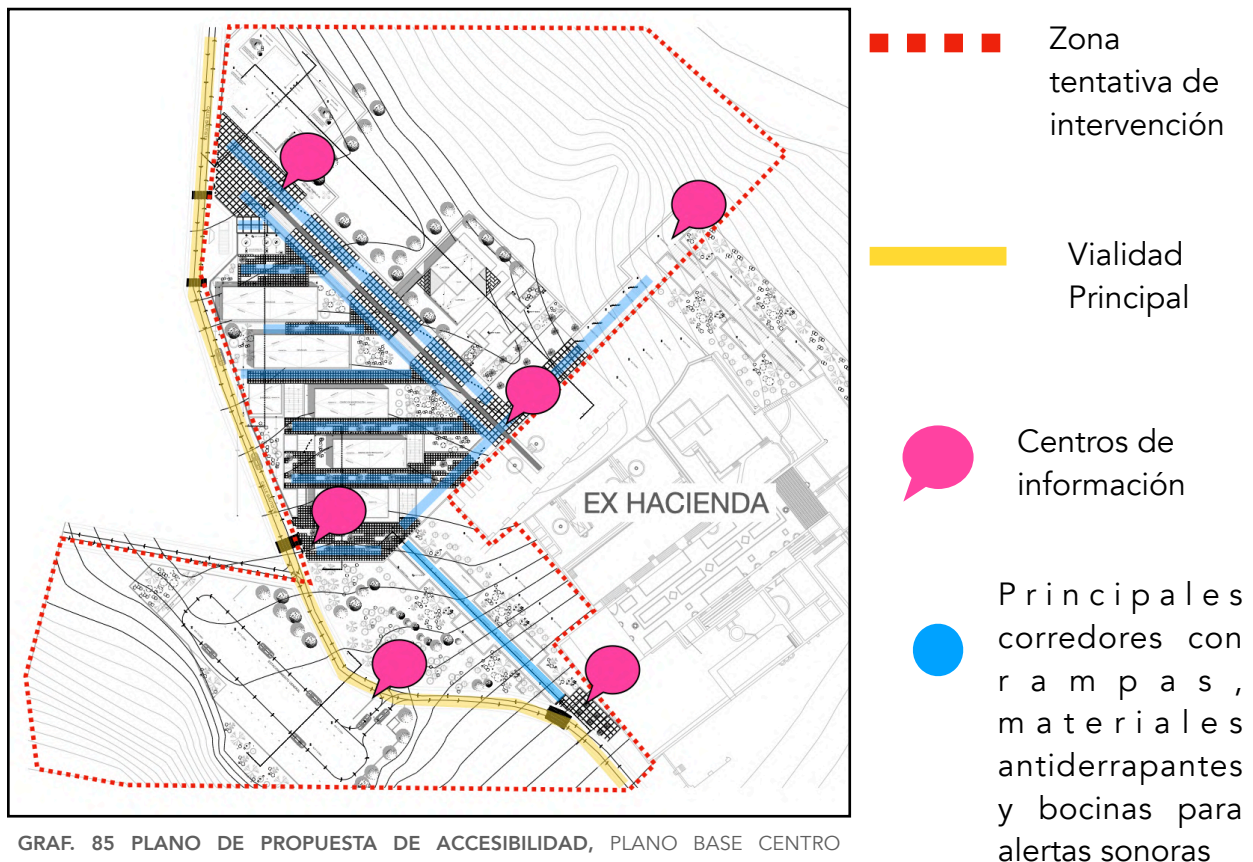 Zona
tentativa de
intervención
Vialidad
Principal
Centros de
información
EX HACIENDA
Principales
corredores con
rampas,
materiales
antiderrapantes
y bocinas para
alertas sonoras
GRAF. 85 PLANO DE PROPUESTA DE ACCESIBILIDAD, PLANO BASE CENTRO